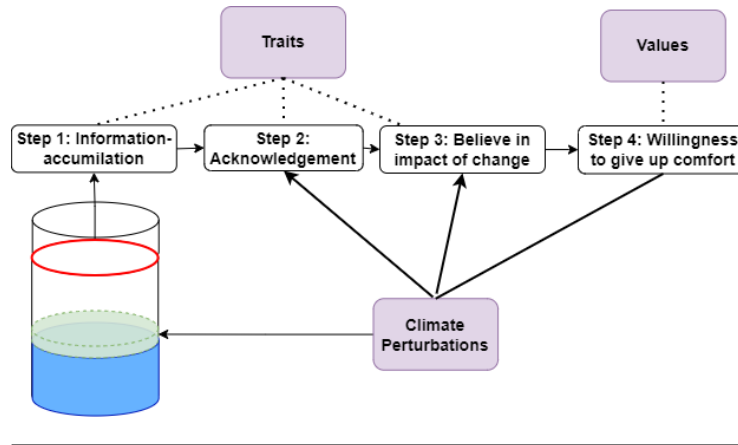 Traits
Values
Step 1: Information-
accumilation
Step 2:
Acknowledgement
Step 3: Believe in
impact of change
Step 4: Willingness
to give up comfort
Climate
Perturbations